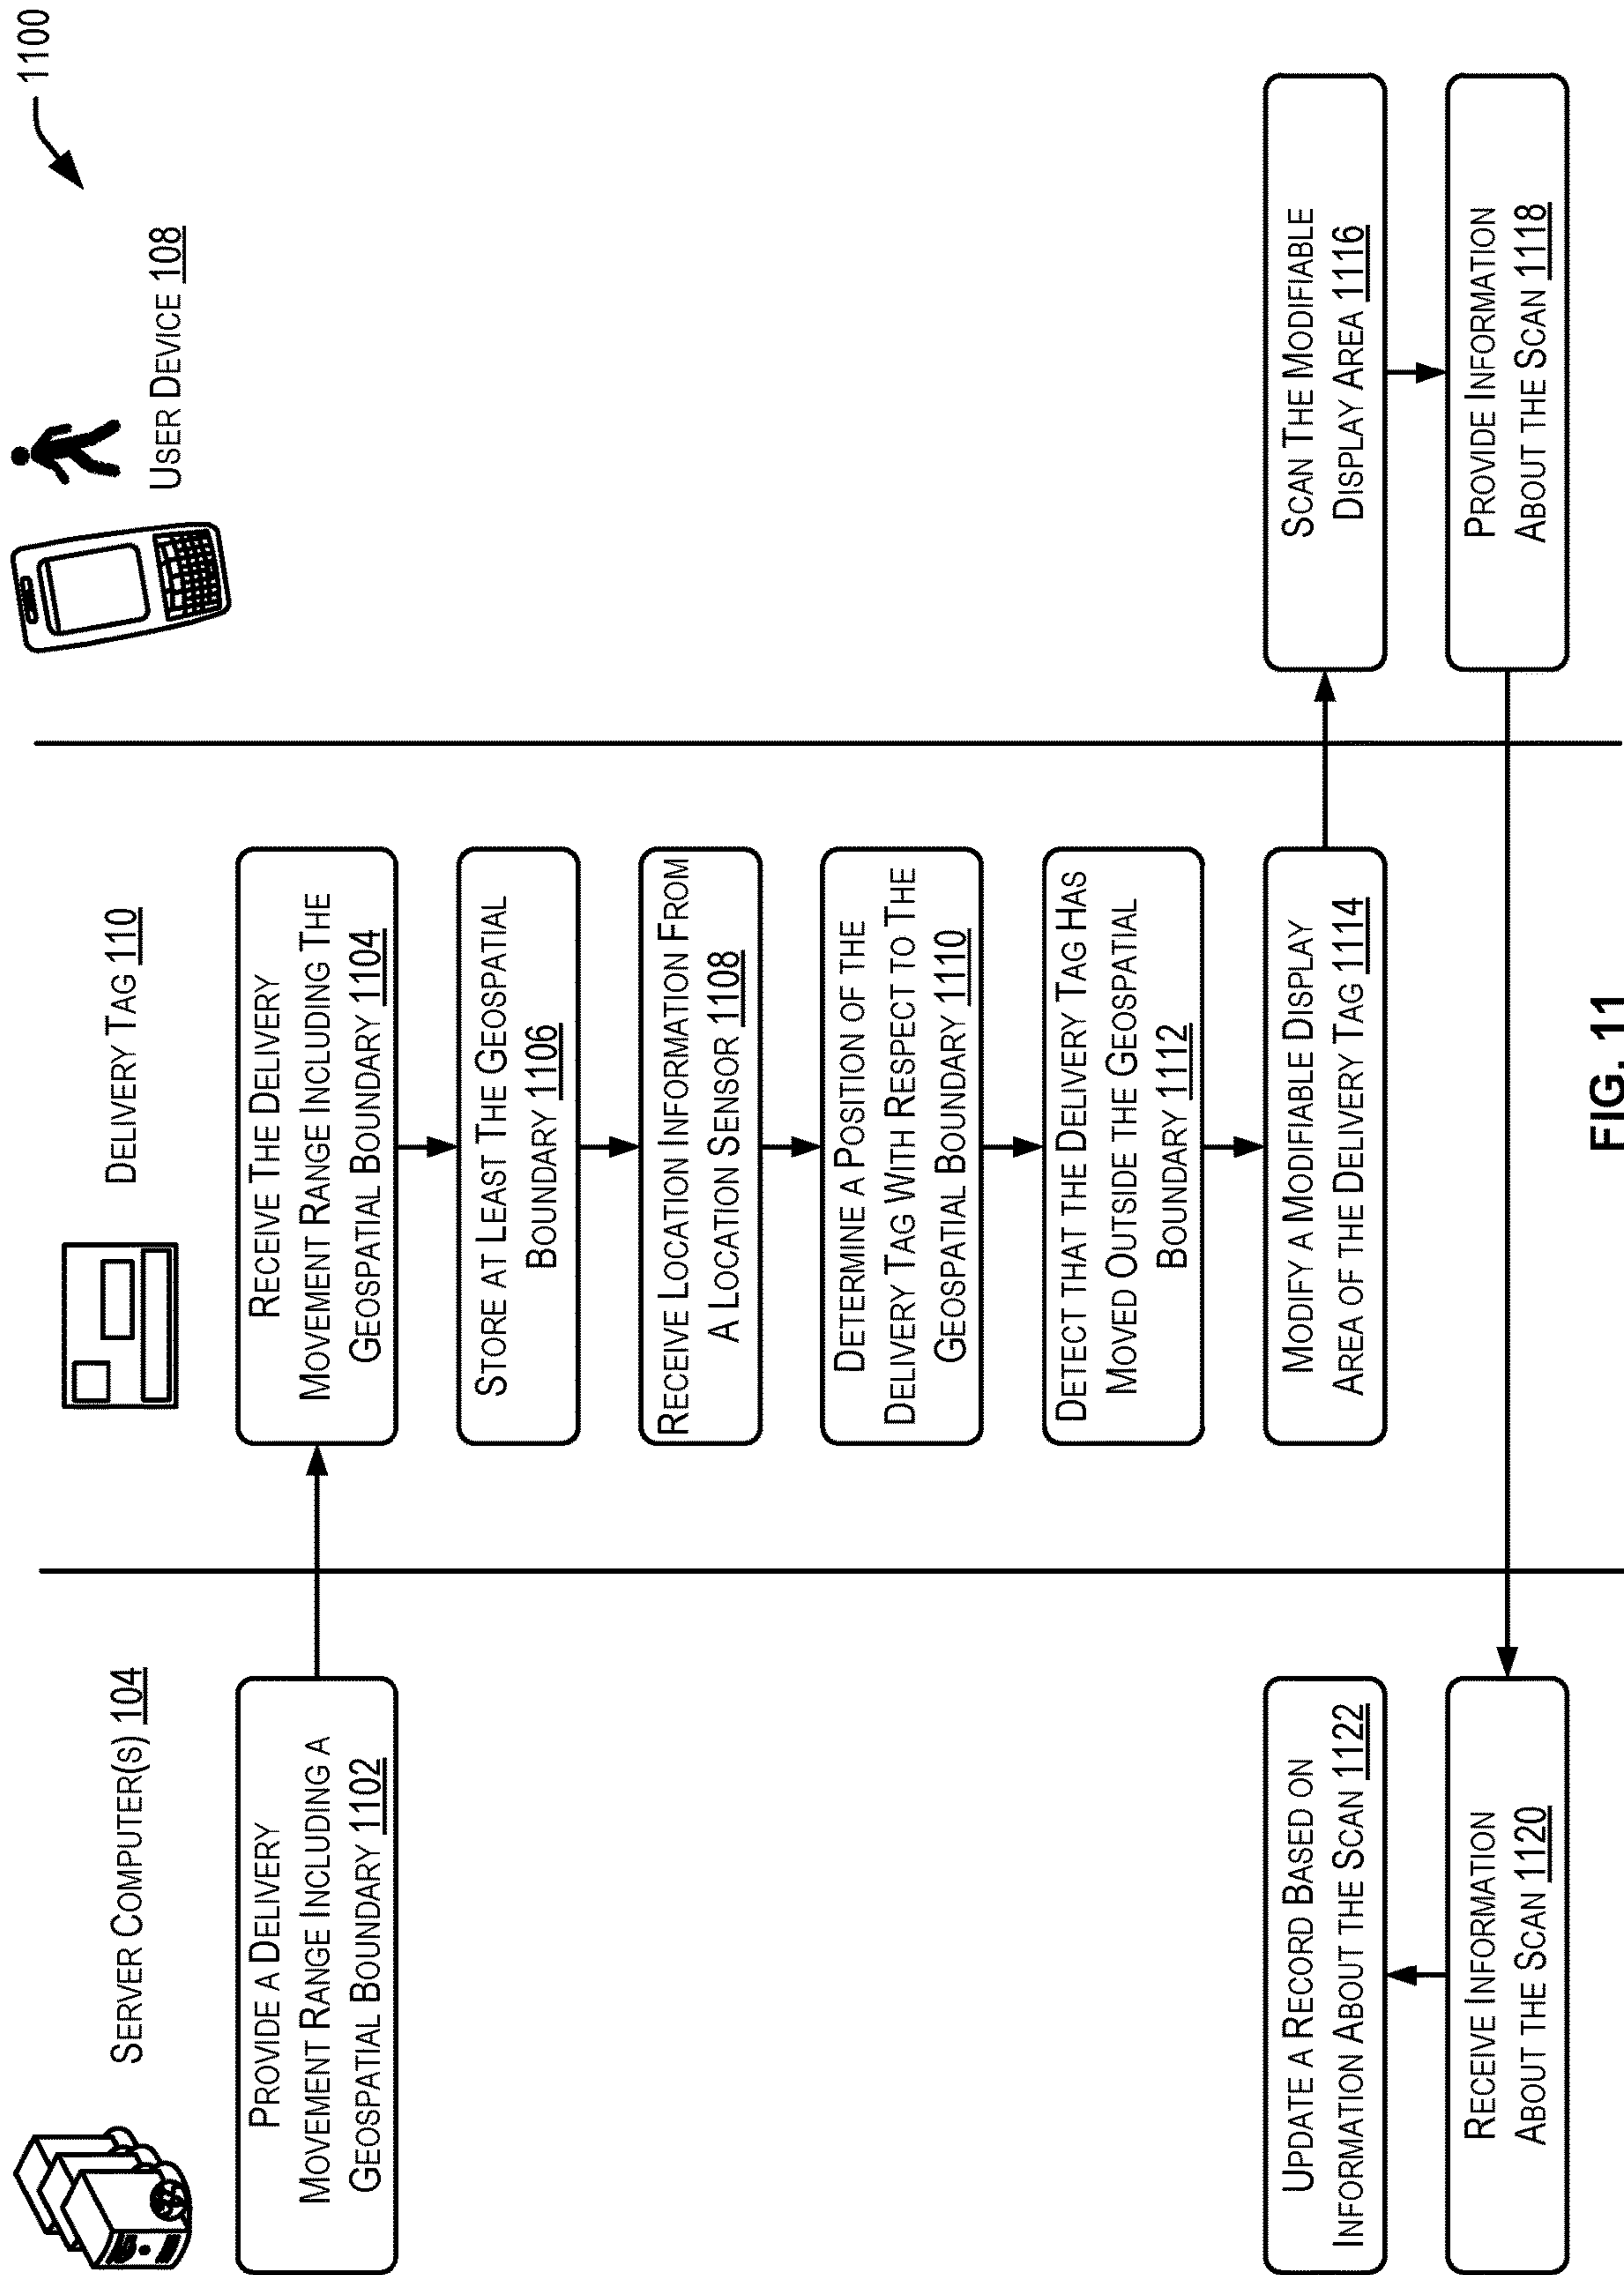 1100
SERVER COMPUTER(S) 104
DELIVERY TAG 110
USER DEVICE 108
PROVIDE A DELIVERY
MOVEMENT RANGE INCLUDING A
GEOSPATIAL BOUNDARY 1102
RECEIVE THE DELIVERY
MOVEMENT RANGE INCLUDING THE
GEOSPATIAL BOUNDARY 1104
STORE AT LEAST THE GEOSPATIAL
BOUNDARY 1106
RECEIVE LOCATION INFORMATION FROM
A LOCATION SENSOR 1108
DETERMINE A POSITION OF THE
DELIVERY TAG WITH RESPECT TO THE
GEOSPATIAL BOUNDARY 1110
DETECT THAT THE DELIVERY TAG HAS
MOVED OUTSIDE THE GEOSPATIAL
BOUNDARY 1112
MODIFY A MODIFIABLE DISPLAY
AREA OF THE DELIVERY TAG 1114
SCAN THE MODIFIABLE
DISPLAY AREA 1116
PROVIDE INFORMATION
ABOUT THE SCAN 1118
RECEIVE INFORMATION
ABOUT THE SCAN 1120
UPDATE A RECORD BASED ON
INFORMATION ABOUT THE SCAN 1122
FIG. 11